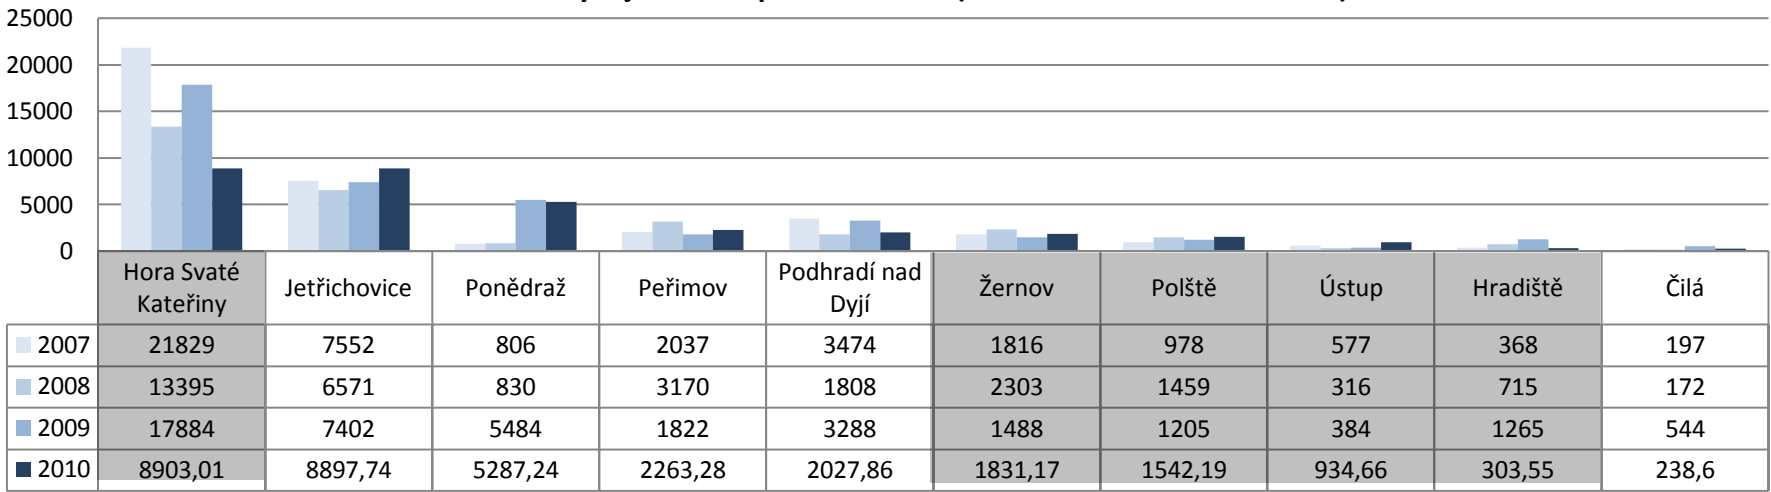 25000
20000
15000
10000
5000
0
Hora Svaté Kateřiny Jetřichovice Ponědraž Peřimov Podhradí nad Dyjí Žernov Polště Ústup Hradiště Čilá
2007 21829 7552 806 2037 3474 1816 978 577 368 197
2008 13395 6571 830 3170 1808 2303 1459 316 715 172
2009 17884 7402 5484 1822 3288 1488 1205 384 1265 544
2010 8903,01 8897,74 5287,24 2263,28 2027,86 1831,17 1542,19 934,66 303,55 238,6